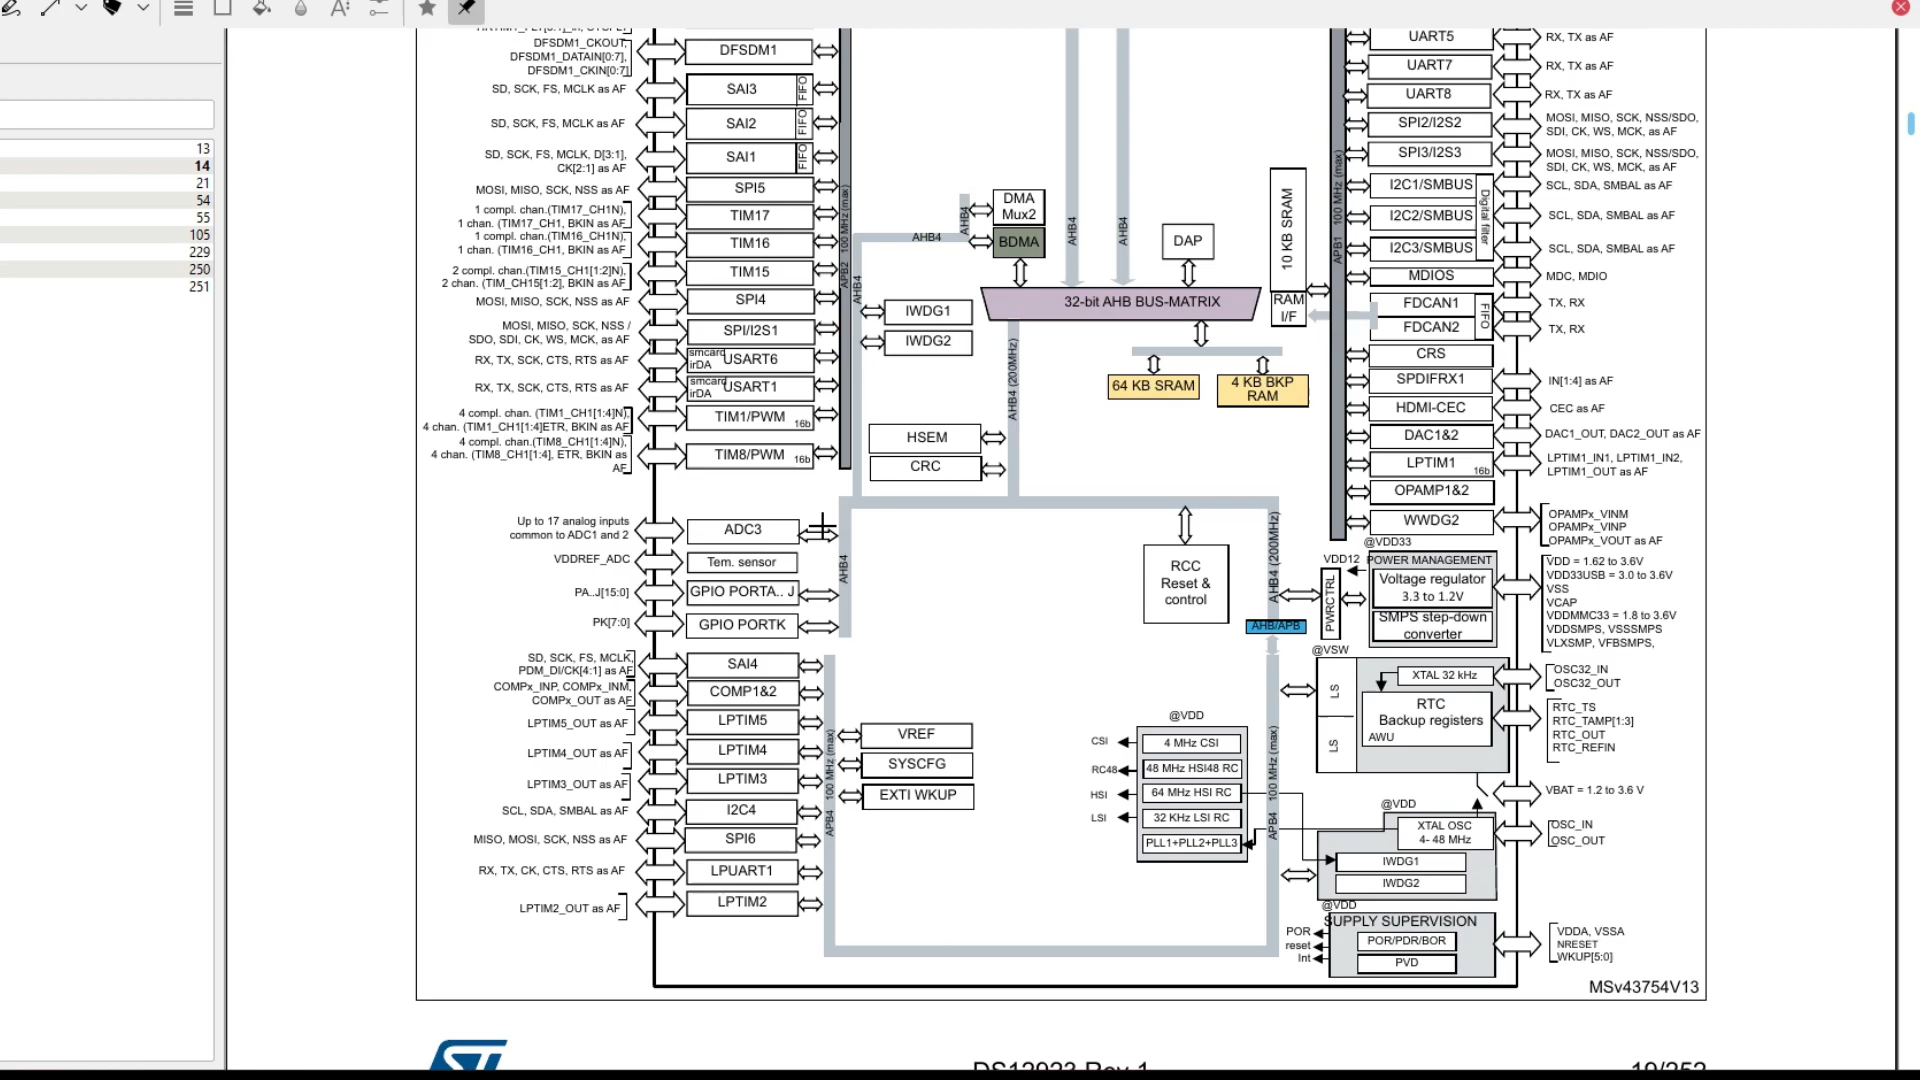 DFSDM1_CKOUT,
DFSDM1_DATAIN[0:7],
DFSDM1_CKIN[0:7]
DFSDM1
SD, SCK, FS, MCLK as AF
SAI3
FIFO
SD, SCK, FS, MCLK as AF
SAI2
FIFO
SD, SCK, FS, MCLK, D[3:1],
CK[2:1] as AF
SAI1
FIFO
MOSI, MISO, SCK, NSS as AF
SPI5
1 compl. chan.(TIM17_CH1N),
1 chan. (TIM17_CH1, BKIN as AF
TIM17
1 compl. chan.(TIM16_CH1N),
1 chan. (TIM16_CH1, BKIN as AF
TIM16
2 compl. chan.(TIM15_CH1[1:2]N),
2 chan. (TIM_CH15[1:2], BKIN as AF
TIM15
MOSI, MISO, SCK, NSS as AF
SPI4
MOSI, MISO, SCK, NSS /
SDO, SDI, CK, WS, MCK, as AF
SPI/I2S1
RX, TX, SCK, CTS, RTS as AF
smcard
irDA
USART6
RX, TX, SCK, CTS, RTS as AF
smcard
irDA
USART1
4 compl. chan. (TIM1_CH1[1:4]N),
4 chan. (TIM1_CH1[1:4]ETR, BKIN as AF
TIM1/PWM
16b
4 compl. chan.(TIM8_CH1[1:4]N),
4 chan. (TIM8_CH1[1:4], ETR, BKIN as
AF
TIM8/PWM
16b
APB2 100 MHz (max)
13
14
21
54
55
105
229
250
251
Up to 17 analog inputs
common to ADC1 and 2
ADC3
VDDREF_ADC
Tem. sensor
PA..J[15:0]
GPIO PORTA.. J
PK[7:0]
GPIO PORTK
AHB4
SD, SCK, FS, MCLK,
PDM_DI/CK[4:1] as AF
SAI4
COMPx_INP, COMPx_INM,
COMPx_OUT as AF
COMP1&2
LPTIM5_OUT as AF
LPTIM5
LPTIM4_OUT as AF
LPTIM4
LPTIM3_OUT as AF
LPTIM3
SCL, SDA, SMBAL as AF
I2C4
MISO, MOSI, SCK, NSS as AF
SPI6
RX, TX, CK, CTS, RTS as AF
LPUART1
LPTIM2_OUT as AF
LPTIM2
APB4 100 MHz (max)
VREF
SYSCFG
EXTI WKUP
AHB4
AHB4
AHB4
DMA
Mux2
BDMA
AHB4
AHB4
DAP
32-bit AHB BUS-MATRIX
IWDG1
IWDG2
AHB4 (200MHz)
64 KB SRAM
4 KB BKP
RAM
HSEM
CRC
10 KB SRAM
RAM
I/F
RCC
Reset &
control
AHB4 (200MHz)
AHB/APB
APB4 100 MHz (max)
@VDD
CSI
4 MHz CSI
RC48
48 MHz HSI48 RC
HSI
64 MHz HSI RC
LSI
32 KHz LSI RC
PLL1+PLL2+PLL3
APB1 100 MHz (max)
UART5
RX, TX as AF
UART7
RX, TX as AF
UART8
RX, TX as AF
SPI2/I2S2
MOSI, MISO, SCK, NSS/SDO,
SDI, CK, WS, MCK, as AF
SPI3/I2S3
MOSI, MISO, SCK, NSS/SDO,
SDI, CK, WS, MCK, as AF
I2C1/SMBUS
SCL, SDA, SMBAL as AF
I2C2/SMBUS
SCL, SDA, SMBAL as AF
I2C3/SMBUS
SCL, SDA, SMBAL as AF
Digital filter
MDIOS
MDC, MDIO
FDCAN1
TX, RX
FDCAN2
TX, RX
FIFO
CRS
SPDIFRX1
IN[1:4] as AF
HDMI-CEC
CEC as AF
DAC1&2
DAC1_OUT, DAC2_OUT as AF
LPTIM1
16b
LPTIM1_IN1, LPTIM1_IN2,
LPTIM1_OUT as AF
OPAMP1&2
OPAMPx_VINM
OPAMPx_VINP
OPAMPx_VOUT as AF
WWDG2
@VDD33
VDD12
POWER MANAGEMENT
Voltage regulator
3.3 to 1.2V
SMPS step-down
converter
PWRCTRL
VDD = 1.62 to 3.6V
VDD33USB = 3.0 to 3.6V
VSS
VCAP
VDDMMC33 = 1.8 to 3.6V
VDDSMPS, VSSSMPS
VLXSMP, VFBSMPS,
@VSW
LS
LS
XTAL 32 kHz
OSC32_IN
OSC32_OUT
RTC
Backup registers
AWU
RTC_TS
RTC_TAMP[1:3]
RTC_OUT
RTC_REFIN
VBAT = 1.2 to 3.6 V
@VDD
XTAL OSC
4- 48 MHz
OSC_IN
OSC_OUT
IWDG1
IWDG2
@VDD
SUPPLY SUPERVISION
POR
reset
Int
POR/PDR/BOR
PVD
VDDA, VSSA
NRESET
WKUP[5:0]
MSv43754V13
DS12923 Rev 1
19/252